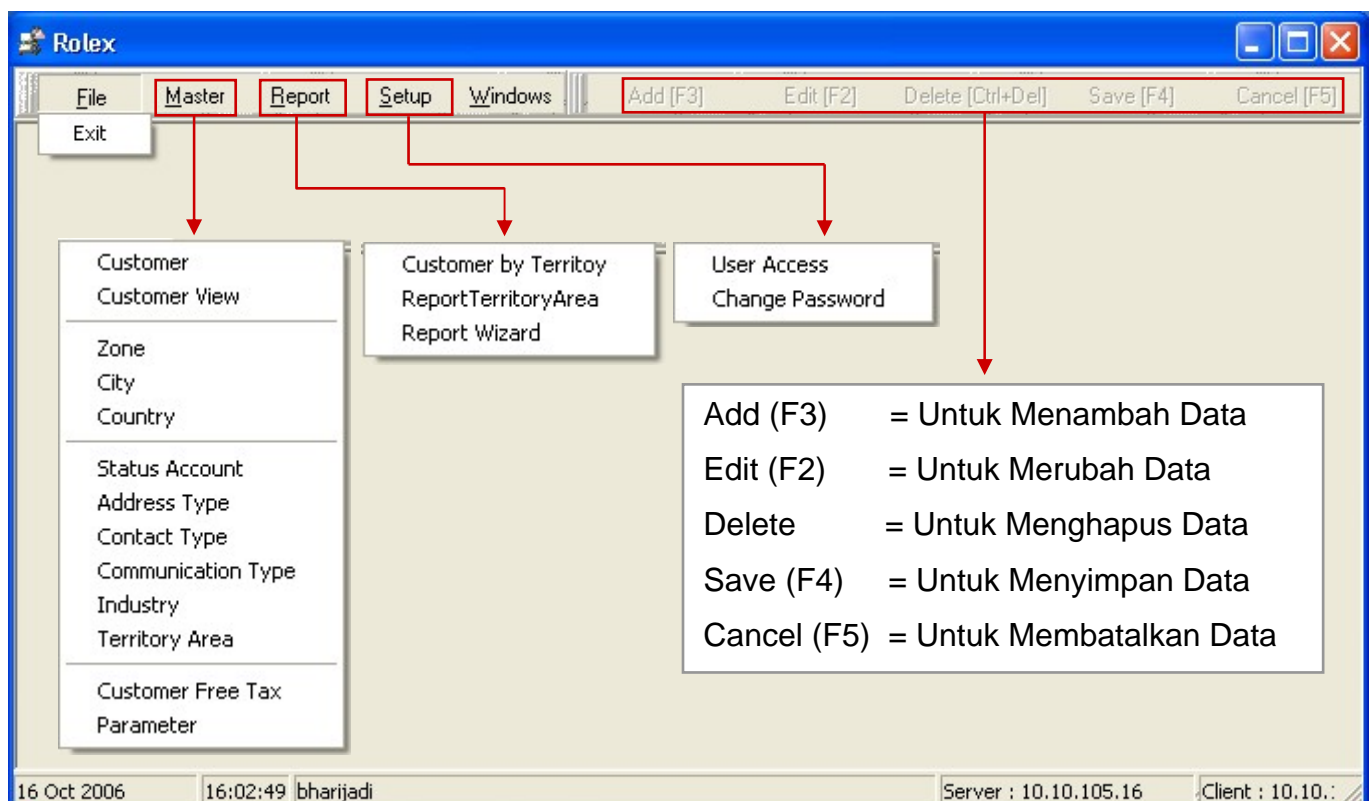 Rolex
File Master Report Setup Windows Add [F3] Edit [F2] Delete [Ctrl+Del] Save [F4] Cancel [F5]
Exit
Customer
Customer View
Zone
City
Country
Status Account
Address Type
Contact Type
Communication Type
Industry
Territory Area
Customer Free Tax
Parameter
Customer by Territoy
ReportTerritoryArea
Report Wizard
User Access
Change Password
Add (F3) = Untuk Menambah Data
Edit (F2) = Untuk Merubah Data
Delete = Untuk Menghapus Data
Save (F4) = Untuk Menyimpan Data
Cancel (F5) = Untuk Membatalkan Data
16 Oct 2006 16:02:49 bharijadi Server : 10.10.105.16 Client : 10.10.: